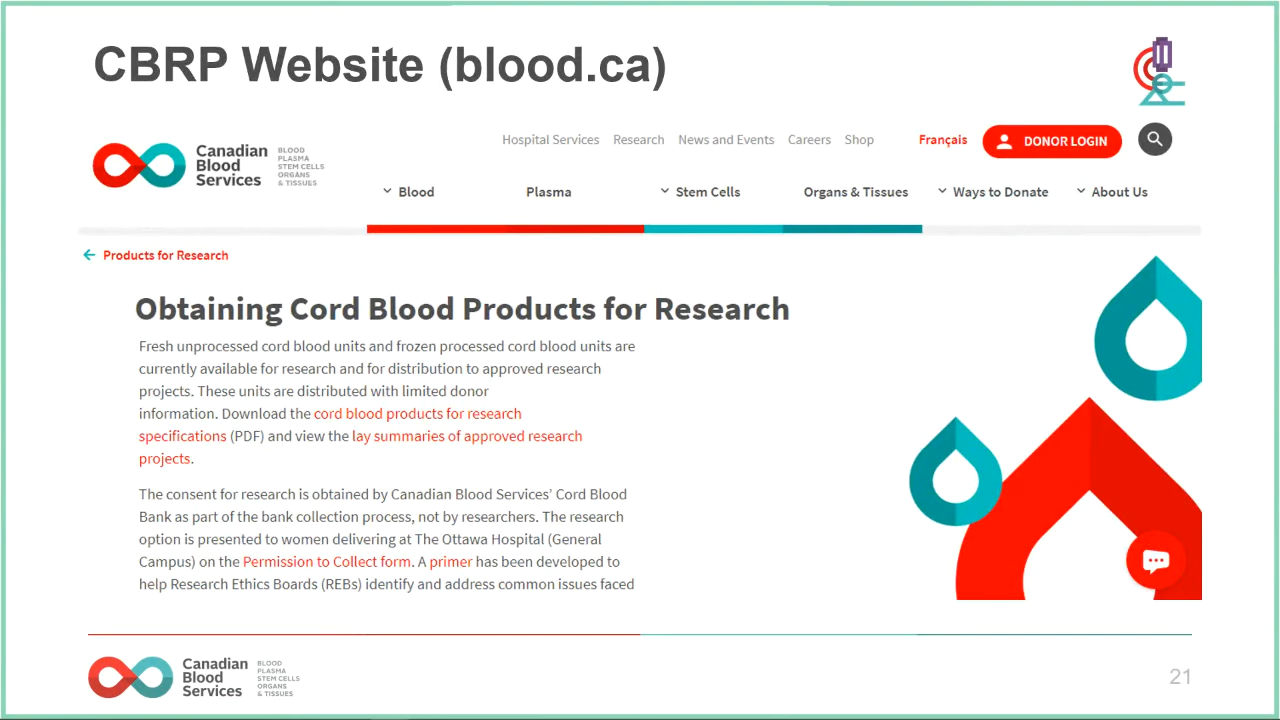 CBRP Website (blood.ca)
Hospital Services Research News and Events Careers Shop Français DONOR LOGIN
Canadian
Blood
Services
BLOOD
PLASMA
STEM CELLS
ORGANS
& TISSUES
Blood Plasma Stem Cells Organs & Tissues Ways to Donate About Us
Products for Research
Obtaining Cord Blood Products for Research
Fresh unprocessed cord blood units and frozen processed cord blood units are
currently available for research and for distribution to approved research
projects. These units are distributed with limited donor
information. Download the cord blood products for research
specifications (PDF) and view the lay summaries of approved research
projects.
The consent for research is obtained by Canadian Blood Services’ Cord Blood
Bank as part of the bank collection process, not by researchers. The research
option is presented to women delivering at The Ottawa Hospital (General
Campus) on the Permission to Collect form. A primer has been developed to
help Research Ethics Boards (REBs) identify and address common issues faced
Canadian
Blood
Services
BLOOD
PLASMA
STEM CELLS
ORGANS
& TISSUES
21